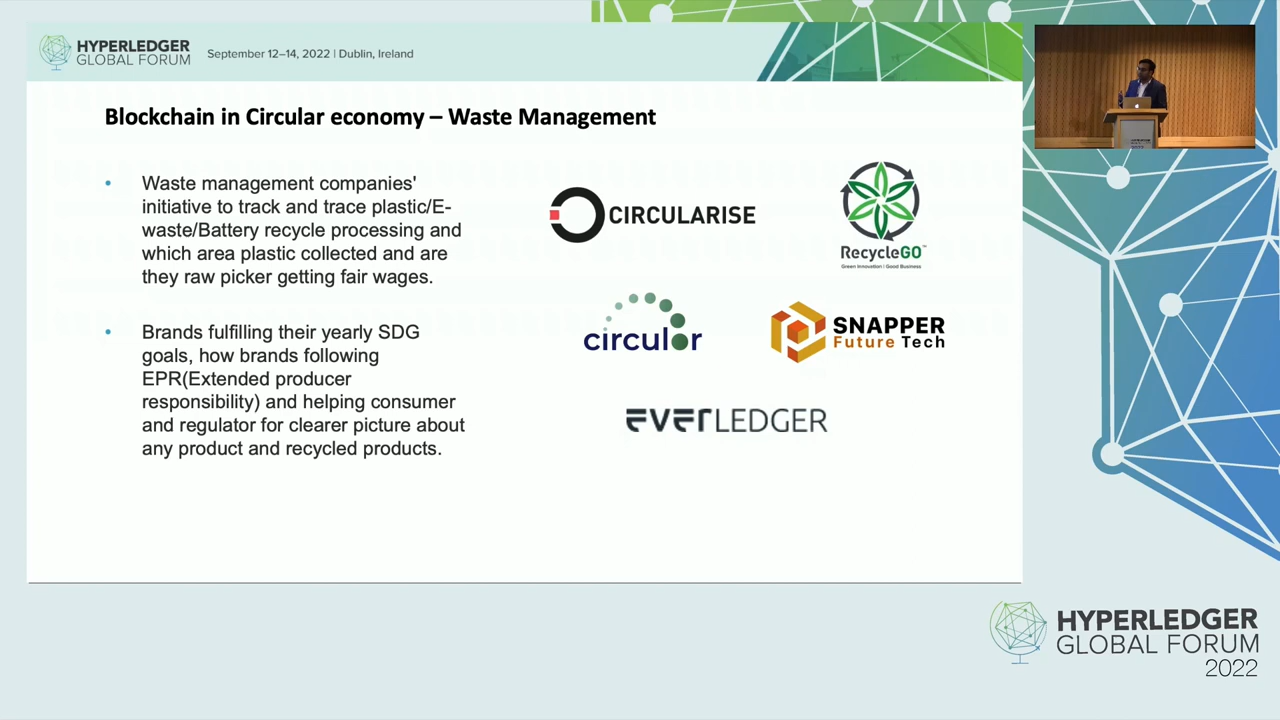 HYPERLEDGER
GLOBAL FORUM
September 12–14, 2022 | Dublin, Ireland
Blockchain in Circular economy – Waste Management
• Waste management companies'
initiative to track and trace plastic/E-
waste/Battery recycle processing and
which area plastic collected and are
they raw picker getting fair wages.
• Brands fulfilling their yearly SDG
goals, how brands following
EPR(Extended producer
responsibility) and helping consumer
and regulator for clearer picture about
any product and recycled products.
CIRCULARISE
RecycleGO™
Green Innovation | Good Business
circulor
SNAPPER
Future Tech
EVERLEDGER
HYPERLEDGER
GLOBAL FORUM
2022